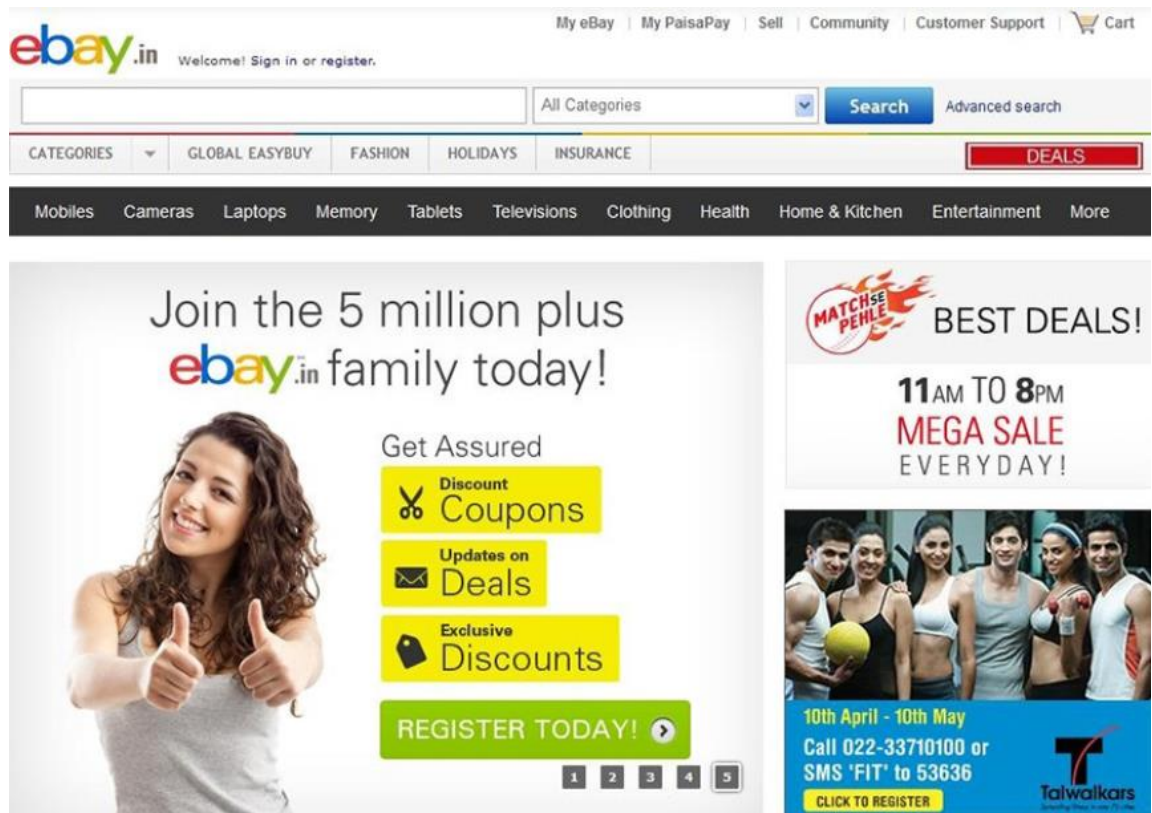 My eBay | My PaisaPay | Sell | Community | Customer Support | Cart
ebay.in Welcome! Sign in or register.
All Categories Search Advanced search
CATEGORIES GLOBAL EASYBUY FASHION HOLIDAYS INSURANCE DEALS
Mobiles Cameras Laptops Memory Tablets Televisions Clothing Health Home & Kitchen Entertainment More
Join the 5 million plus
ebay.in family today!
Get Assured
Discount
Coupons
Updates on
Deals
Exclusive
Discounts
REGISTER TODAY!
1 2 3 4 5
MATCH SE
PEHLE
BEST DEALS!
11AM TO 8PM
MEGA SALE
EVERYDAY!
10th April - 10th May
Call 022-33710100 or
SMS 'FIT' to 53636
CLICK TO REGISTER
Talwalkars